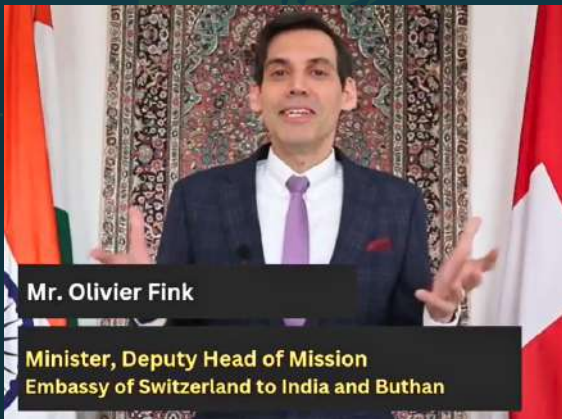 Mr. Olivier Fink
Minister, Deputy Head of Mission
Embassy of Switzerland to India and Buthan